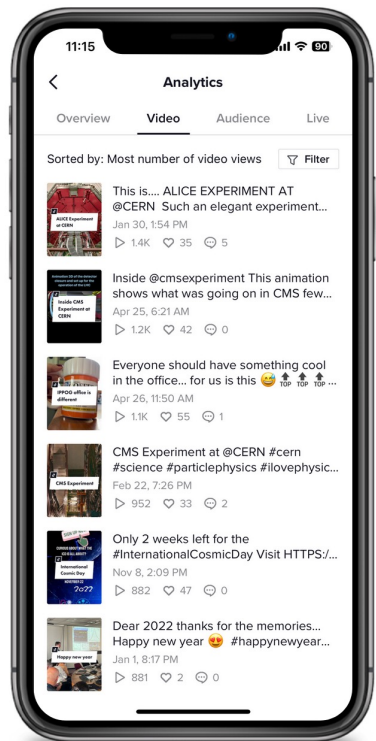 11:15
90
Analytics
Overview Video Audience Live
Sorted by: Most number of video views Filter
This is.... ALICE EXPERIMENT AT
@CERN Such an elegant experiment...
Jan 30, 1:54 PM
1.4K 35 5
ALICE Experiment
at CERN
Inside @cmsexperiment This animation
shows what was going on in CMS few...
Apr 25, 6:21 AM
1.2K 42 0
Inside CMS
Experiment at
CERN
Everyone should have something cool
in the office... for us is this 😅 🔝 🔝 🔝 ...
Apr 26, 11:50 AM
1.1K 55 1
IPPOG office is
different
CMS Experiment at @CERN #cern
#science #particlephysics #ilovephysic...
Feb 22, 7:26 PM
952 33 2
CMS Experiment
Only 2 weeks left for the
#InternationalCosmicDay Visit HTTPS:/...
Nov 8, 2:09 PM
882 47 0
International
Cosmic Day
NOVEMBER 22
2022
Dear 2022 thanks for the memories...
Happy new year 😍 #happynewyear...
Jan 1, 8:17 PM
881 2 0
Happy new year